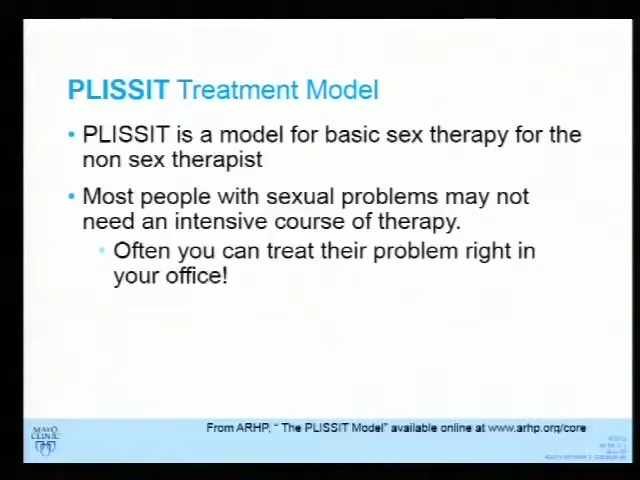 PLISSIT Treatment Model
• PLISSIT is a model for basic sex therapy for the
non sex therapist
• Most people with sexual problems may not
need an intensive course of therapy.
• Often you can treat their problem right in
your office!
MAYO
CLINIC
From ARHP, “ The PLISSIT Model” available online at www.arhp.org/core